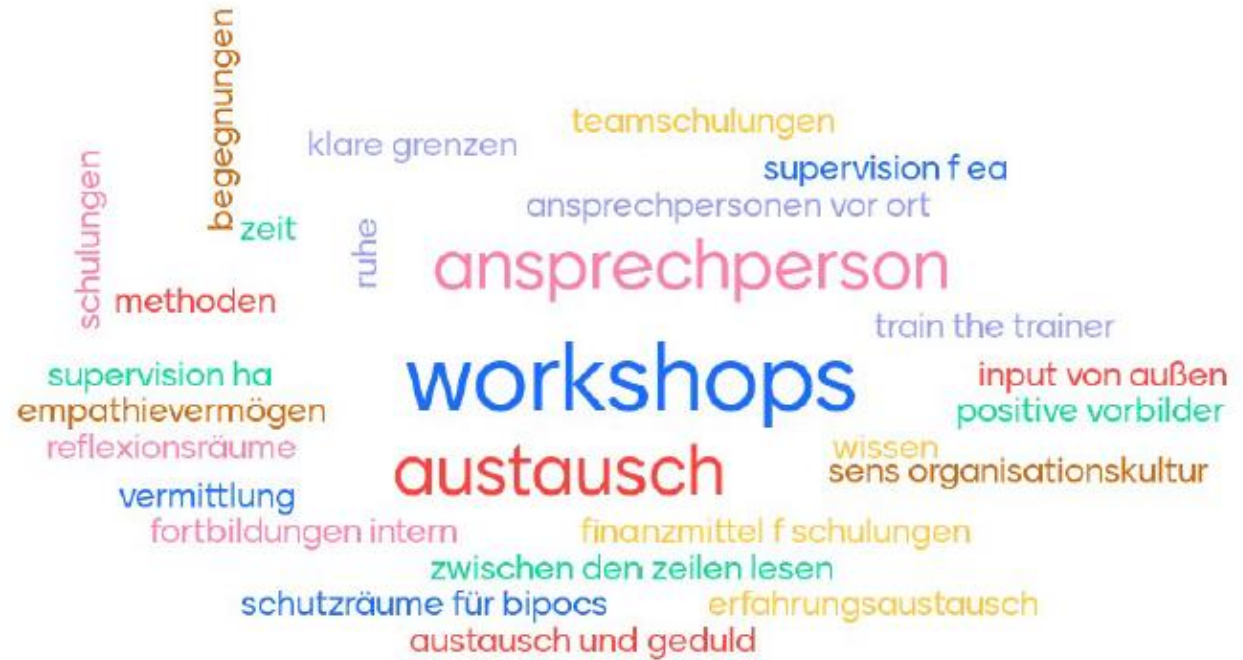 begegnungen
teamschulungen
klare grenzen
schulungen
supervision f ea
ansprechpersonen vor ort
zeit
ruhe
ansprechperson
methoden
train the trainer
workshops
supervision ha
input von außen
empathievermögen
positive vorbilder
reflexionsräume
wissen
austausch
sens organisationskultur
vermittlung
fortbildungen intern
finanzmittel f schulungen
zwischen den zeilen lesen
schutzräume für bipocs
erfahrungsaustausch
austausch und geduld